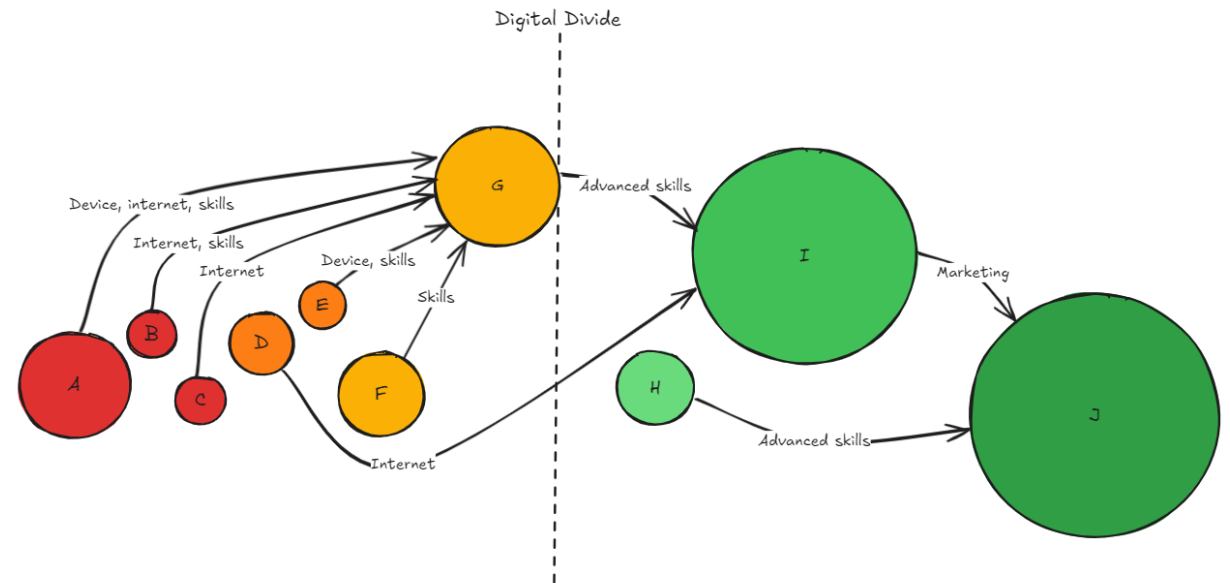 Digital Divide
G
Advanced skills
Device, internet, skills
Internet, skills
I
Internet
Device, skills
Marketing
Skills
E
B
D
A
H
F
C
J
Advanced skills
Internet